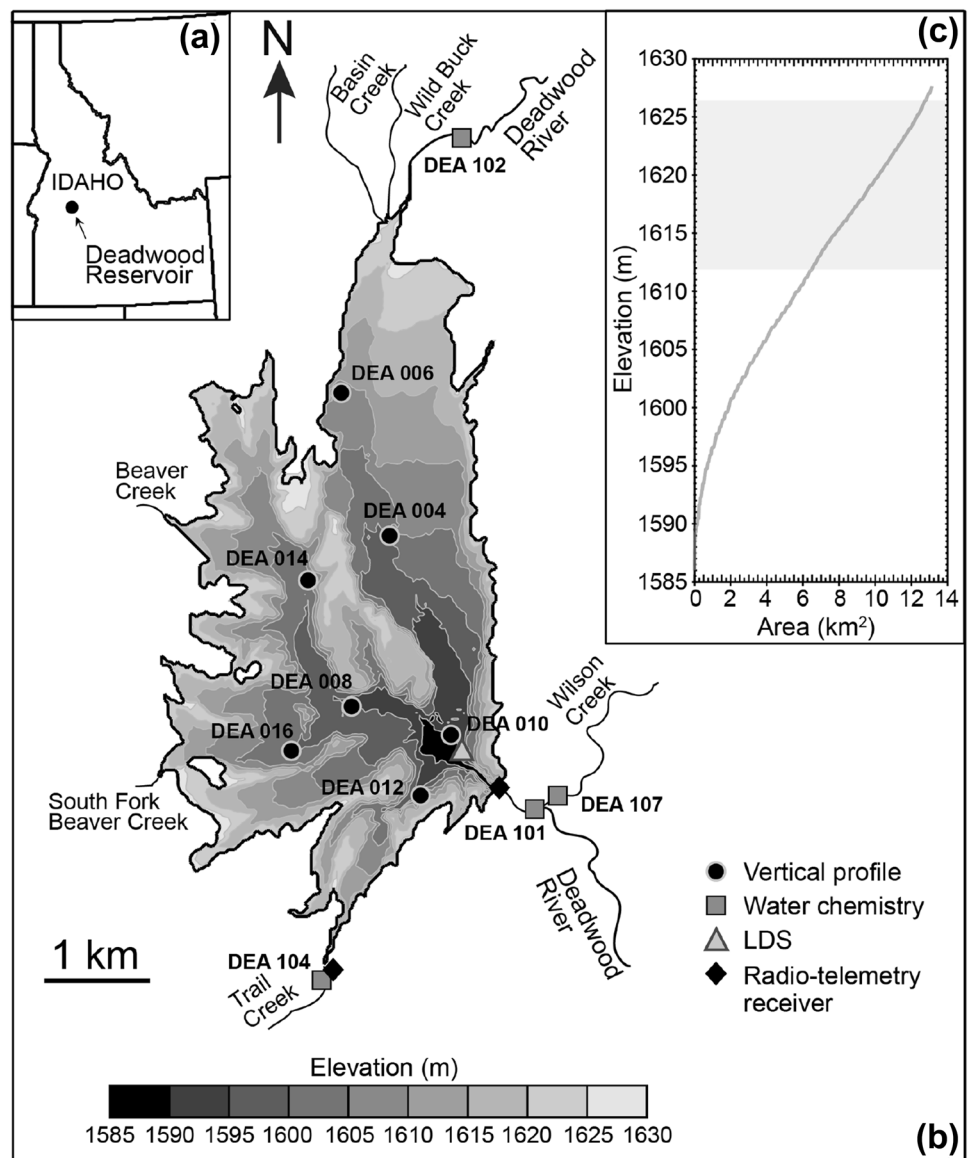 (a)
IDAHO
Deadwood
Reservoir
N
Basin
Creek
Wild Buck
Creek
Deadwood
River
DEA 102
(c)
1630
1625
1620
1615
1610
1605
1600
1595
1590
1585
Elevation (m)
0 2 4 6 8 10 12 14
Area (km²)
DEA 006
Beaver
Creek
DEA 004
DEA 014
DEA 008
DEA 010
DEA 016
DEA 012
Wilson
Creek
South Fork
Beaver Creek
DEA 107
DEA 101
Deadwood
River
DEA 104
Trail
Creek
1 km
Vertical profile
Water chemistry
LDS
Radio-telemetry
receiver
Elevation (m)
1585 1590 1595 1600 1605 1610 1615 1620 1625 1630
(b)